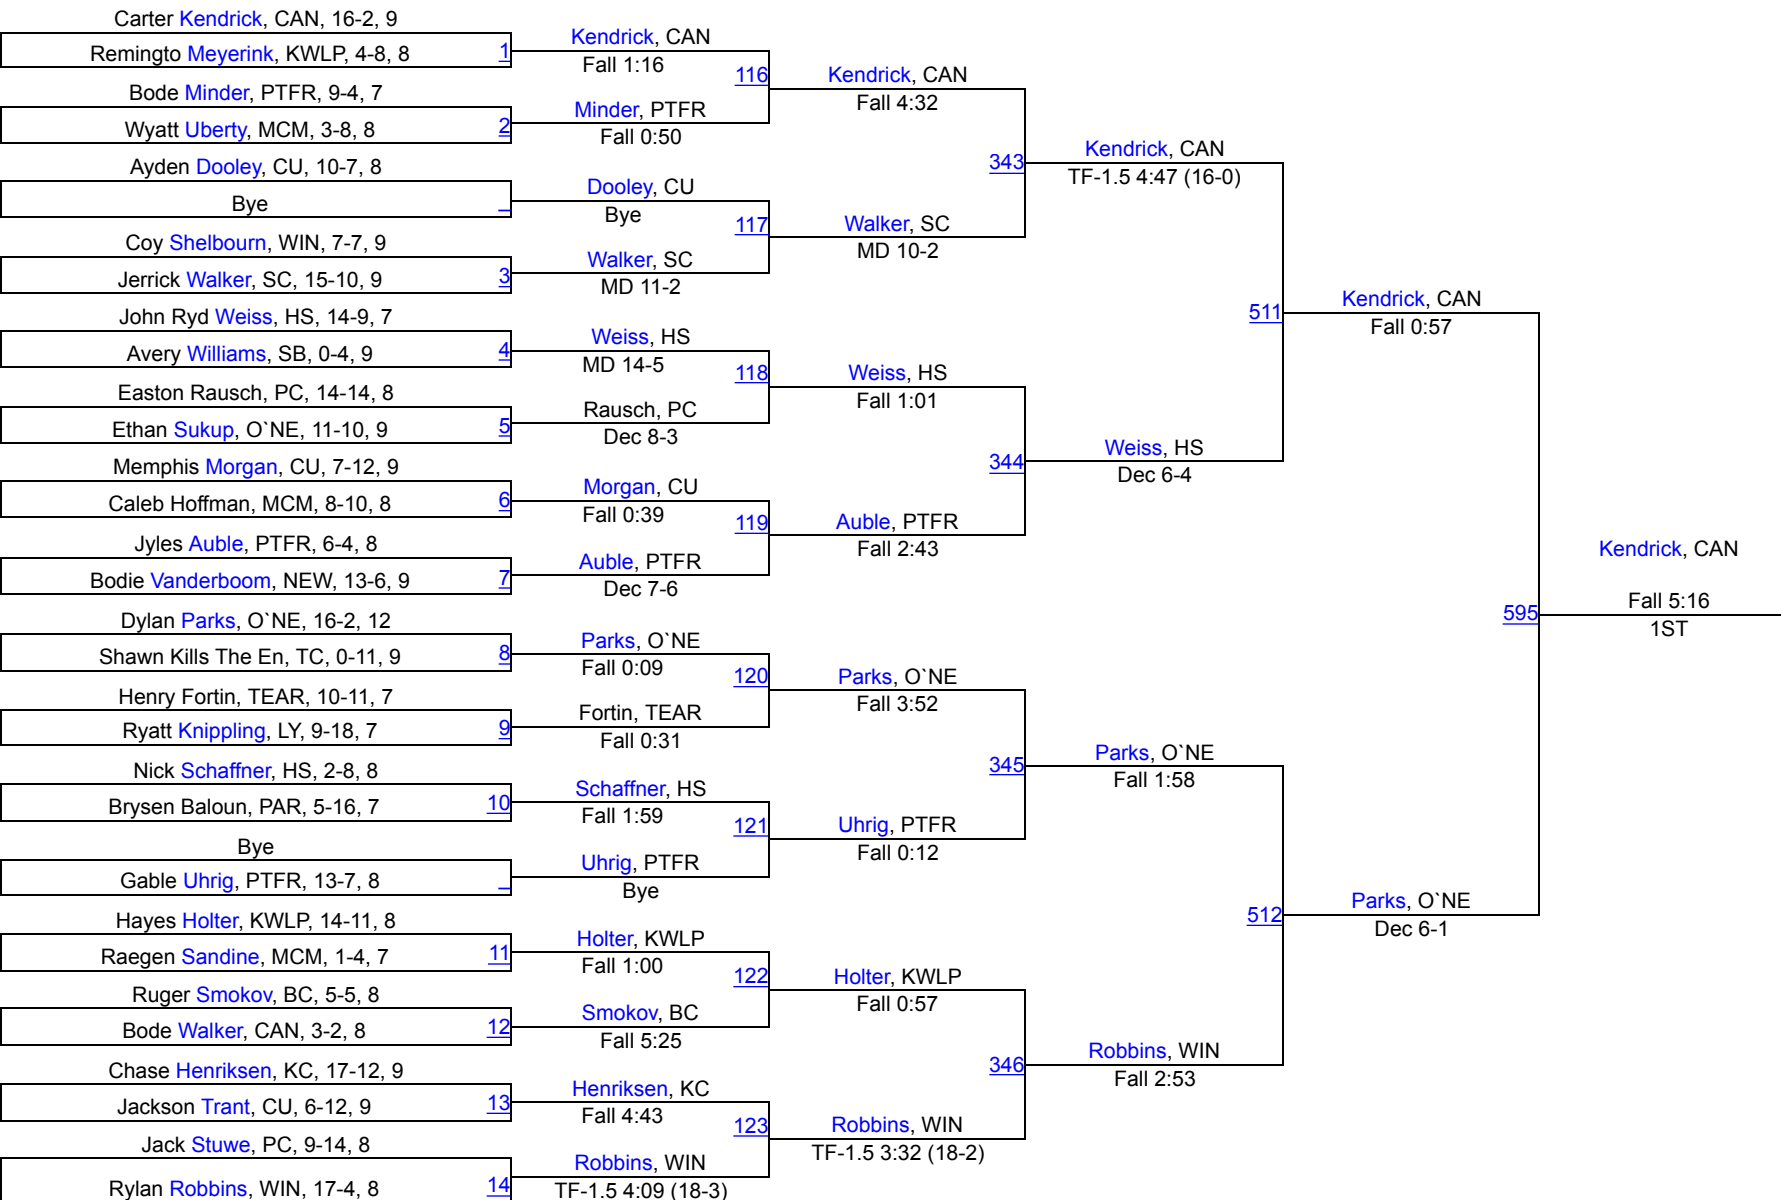 Carter Kendrick, CAN, 16-2, 9
Remingto Meyerink, KWLP, 4-8, 8
1
Bode Minder, PTFR, 9-4, 7
Wyatt Uberty, MCM, 3-8, 8
2
Ayden Dooley, CU, 10-7, 8
Bye
Coy Shelbourn, WIN, 7-7, 9
Jerrick Walker, SC, 15-10, 9
3
John Ryd Weiss, HS, 14-9, 7
Avery Williams, SB, 0-4, 9
4
Easton Rausch, PC, 14-14, 8
Ethan Sukup, O`NE, 11-10, 9
5
Memphis Morgan, CU, 7-12, 9
Caleb Hoffman, MCM, 8-10, 8
6
Jyles Auble, PTFR, 6-4, 8
Bodie Vanderboom, NEW, 13-6, 9
7
Dylan Parks, O`NE, 16-2, 12
Shawn Kills The En, TC, 0-11, 9
8
Henry Fortin, TEAR, 10-11, 7
Ryatt Knippling, LY, 9-18, 7
9
Nick Schaffner, HS, 2-8, 8
Brysen Baloun, PAR, 5-16, 7
10
Bye
Gable Uhrig, PTFR, 13-7, 8
Hayes Holter, KWLP, 14-11, 8
Raegen Sandine, MCM, 1-4, 7
11
Ruger Smokov, BC, 5-5, 8
Bode Walker, CAN, 3-2, 8
12
Chase Henriksen, KC, 17-12, 9
Jackson Trant, CU, 6-12, 9
13
Jack Stuwe, PC, 9-14, 8
Rylan Robbins, WIN, 17-4, 8
14
Kendrick, CAN
Fall 1:16
116
Minder, PTFR
Fall 0:50
Dooley, CU
Bye
117
Walker, SC
MD 11-2
Weiss, HS
MD 14-5
118
Rausch, PC
Dec 8-3
Morgan, CU
Fall 0:39
119
Auble, PTFR
Dec 7-6
Parks, O`NE
Fall 0:09
120
Fortin, TEAR
Fall 0:31
Schaffner, HS
Fall 1:59
121
Uhrig, PTFR
Bye
Holter, KWLP
Fall 1:00
122
Smokov, BC
Fall 5:25
Henriksen, KC
Fall 4:43
123
Robbins, WIN
TF-1.5 4:09 (18-3)
Kendrick, CAN
Fall 4:32
343
Walker, SC
MD 10-2
Weiss, HS
Fall 1:01
344
Auble, PTFR
Fall 2:43
Parks, O`NE
Fall 3:52
345
Uhrig, PTFR
Fall 0:12
Holter, KWLP
Fall 0:57
346
Robbins, WIN
TF-1.5 3:32 (18-2)
Kendrick, CAN
TF-1.5 4:47 (16-0)
511
Weiss, HS
Dec 6-4
Parks, O`NE
Fall 1:58
512
Robbins, WIN
Fall 2:53
Kendrick, CAN
Fall 0:57
595
Parks, O`NE
Dec 6-1
Kendrick, CAN
Fall 5:16
1ST